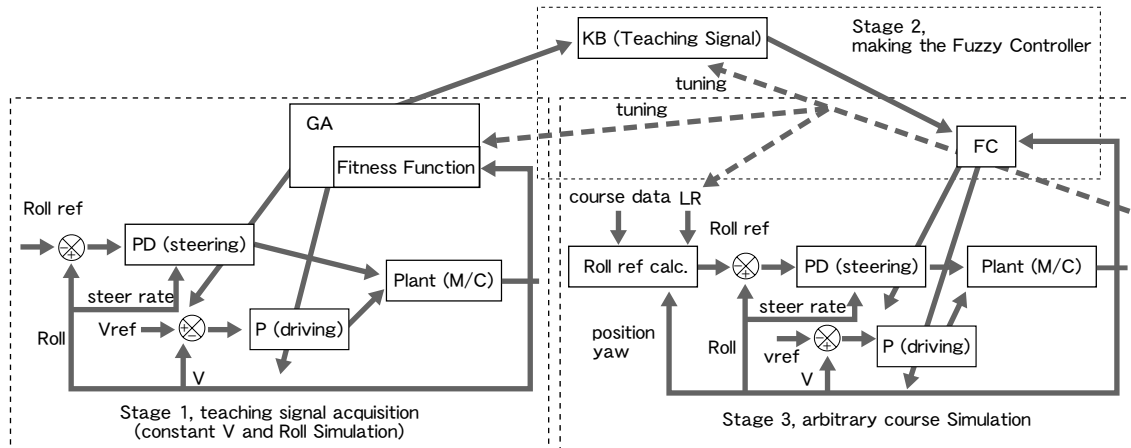 KB (Teaching Signal)
Stage 2,
making the Fuzzy Controller
tuning
tuning
GA
Fitness Function
FC
Roll ref
PD (steering)
Plant (M/C)
steer rate
Vref
Roll
P (driving)
V
Stage 1, teaching signal acquisition
(constant V and Roll Simulation)
course data LR
Roll ref
Roll ref calc.
PD (steering)
Plant (M/C)
steer rate
position
yaw
Roll
vref
P (driving)
V
Stage 3, arbitrary course Simulation